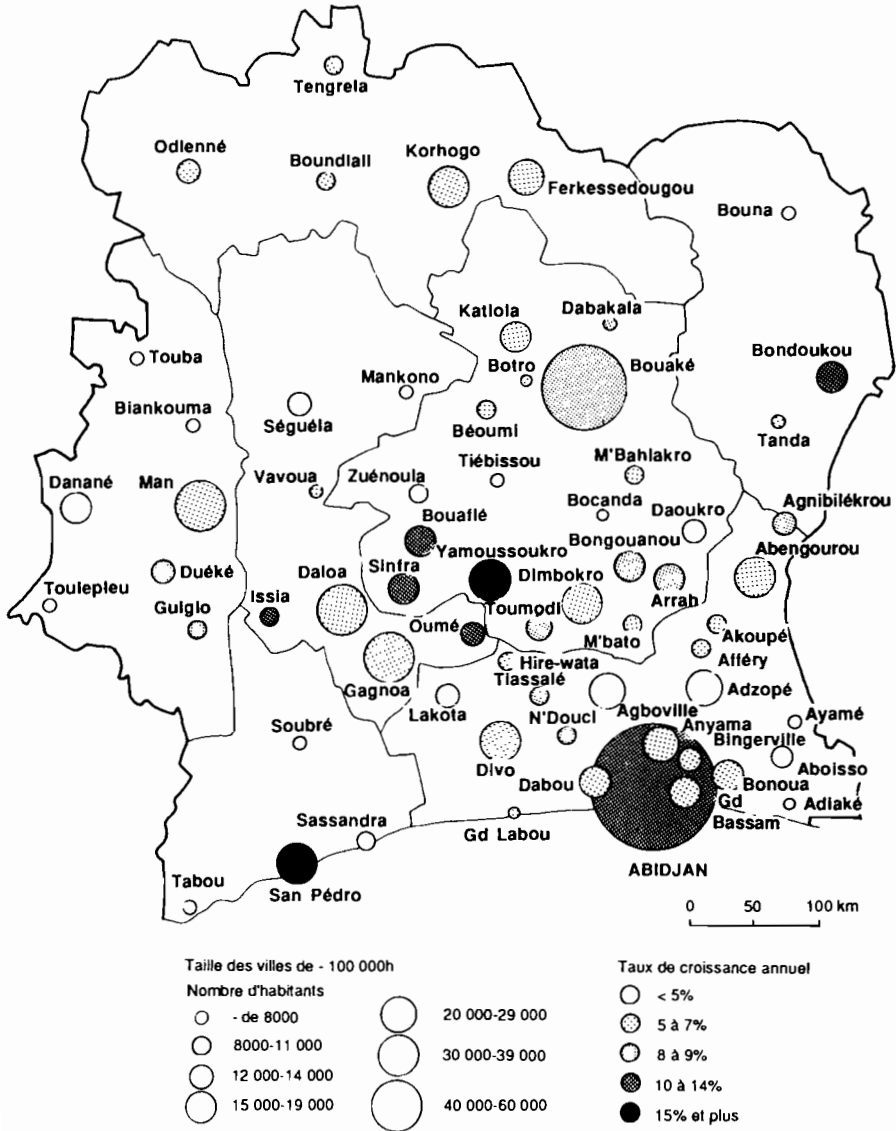 Tengrela
Odienné
Boundiali
Korhogo
Ferkessedougou
Bouna
Katiola
Dabakala
Touba
Mankono
Botro
Bouaké
Bondoukou
Biankouma
Séguéla
Béoumi
Tanda
Tiébissou
M'Bahiakro
Danané
Man
Vavoua
Zuénoula
Bocanda
Daoukro
Agnibilékrou
Bouaflé
Yamoussoukro
Bongouanou
Abengourou
Toulepleu
Duéké
Issia
Daloa
Sinfra
Dimbokro
Guiglo
Oumé
Toumodi
Arrah
M'bato
Akoupé
Gagnoa
Hire-wata
Afféry
Tiassalé
Lakota
N'Douci
Agboville
Adzopé
Soubré
Anyama
Ayamé
Bingerville
Divo
Dabou
Aboisso
Bonoua
Adiaké
Sassandra
Gd Labou
Gd
Bassam
Tabou
San Pédro
ABIDJAN
0 50 100 km
Taille des villes de - 100 000h
Nombre d'habitants
- de 8000
8000-11 000
12 000-14 000
15 000-19 000
20 000-29 000
30 000-39 000
40 000-60 000
Taux de croissance annuel
< 5%
5 à 7%
8 à 9%
10 à 14%
15% et plus